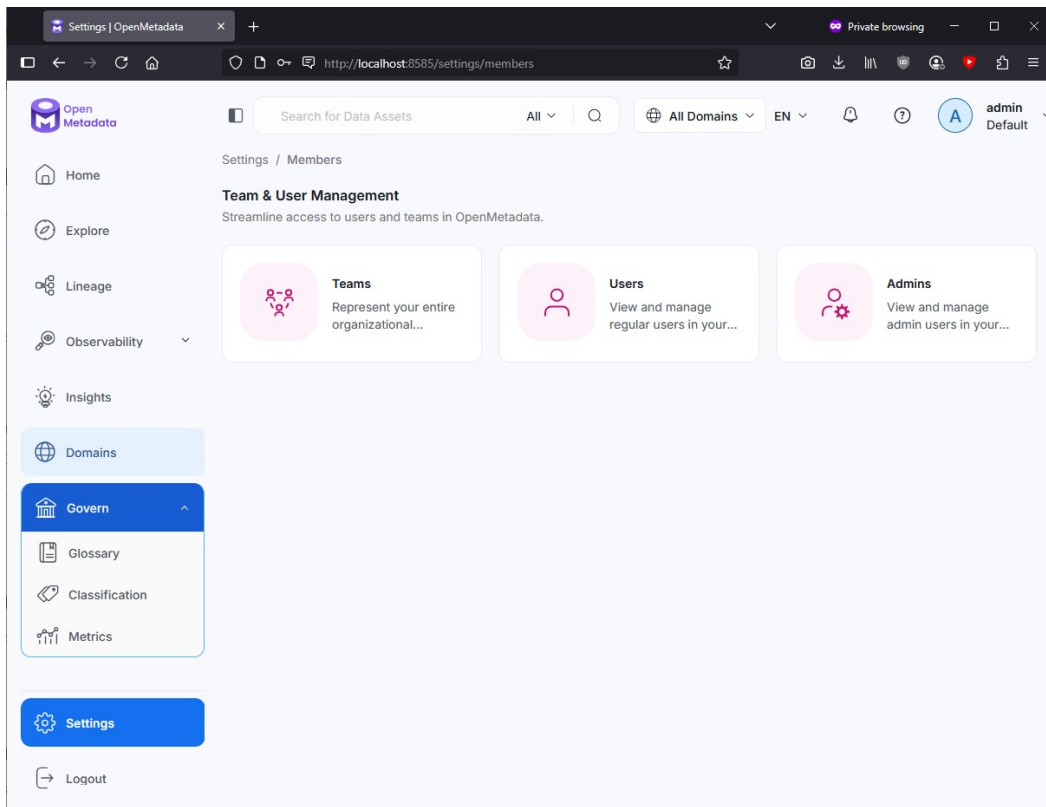 Settings | OpenMetadata
Private browsing
http://localhost:8585/settings/members
Open
Metadata
Search for Data Assets
All
All Domains
EN
A
admin
Default
Settings / Members
Team & User Management
Streamline access to users and teams in OpenMetadata.
Teams
Represent your entire
organizational...
Users
View and manage
regular users in your...
Admins
View and manage
admin users in your...
Home
Explore
Lineage
Observability
Insights
Domains
Govern
Glossary
Classification
Metrics
Settings
Logout